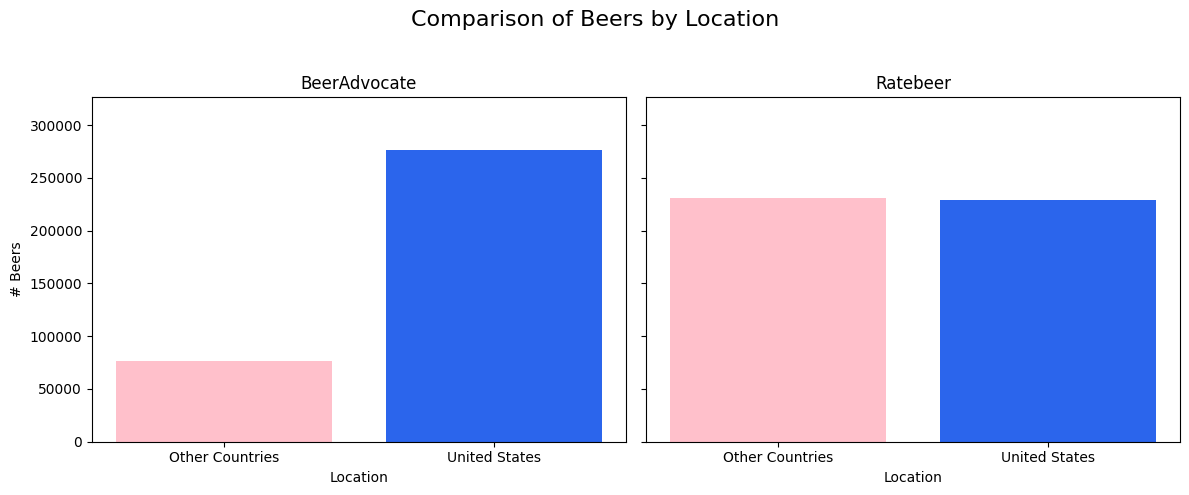 Comparison of Beers by Location
BeerAdvocate
# Beers
300000
250000
200000
150000
100000
50000
0
Other Countries
United States
Location
Ratebeer
Other Countries
United States
Location